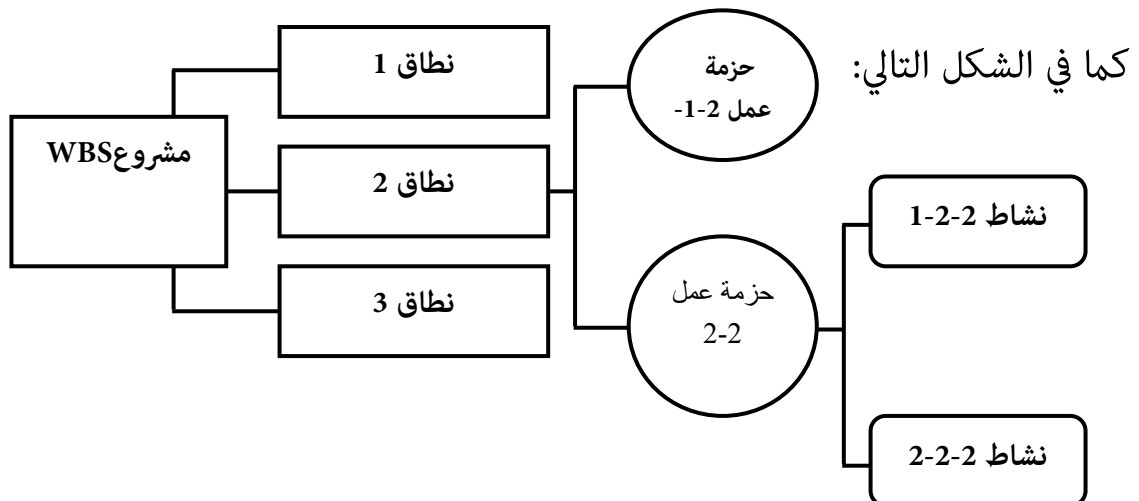 كما في الشكل التالي:
مشروعWBS
نطاق 1
نطاق 2
نطاق 3
حزمة
عمل 2-1-
حزمة عمل
2-2
نشاط 2-2-1
نشاط 2-2-2